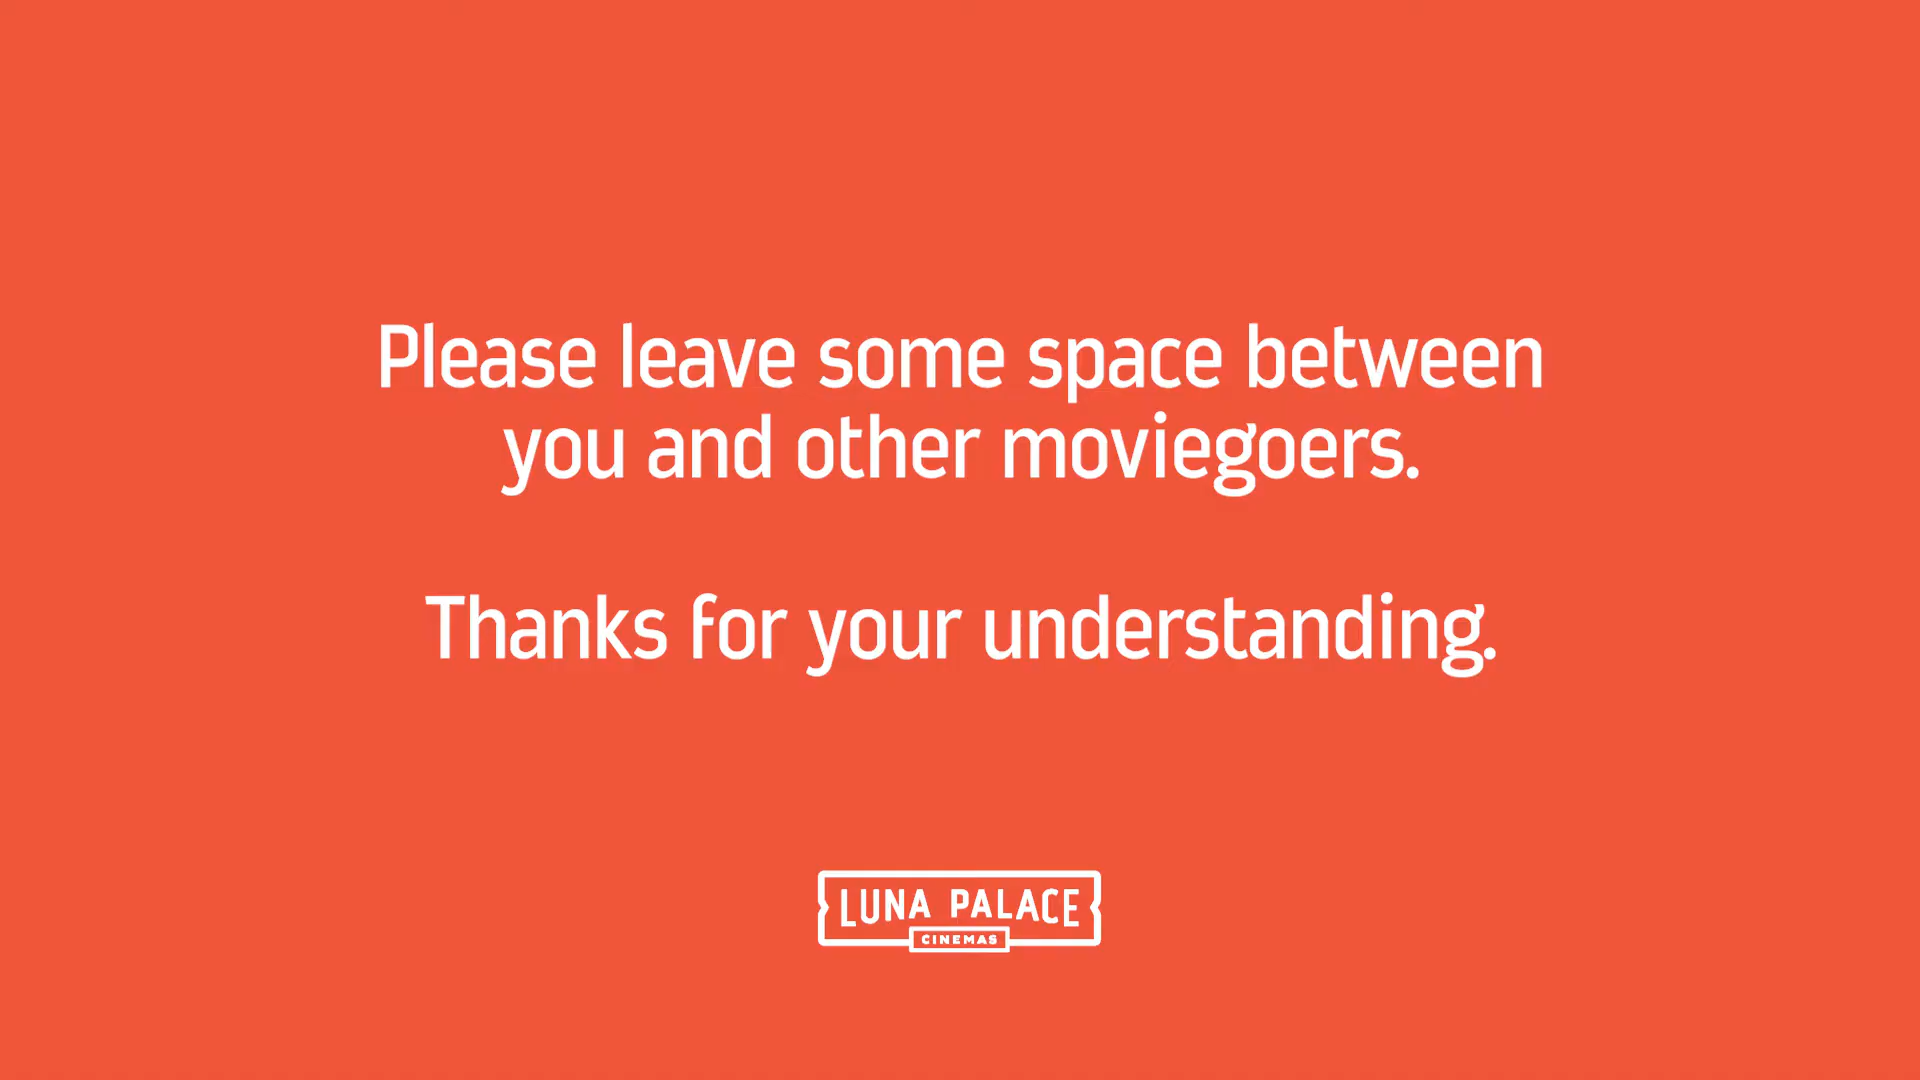 Please leave some space between
you and other moviegoers.
Thanks for your understanding.
LUNA PALACE
CINEMAS